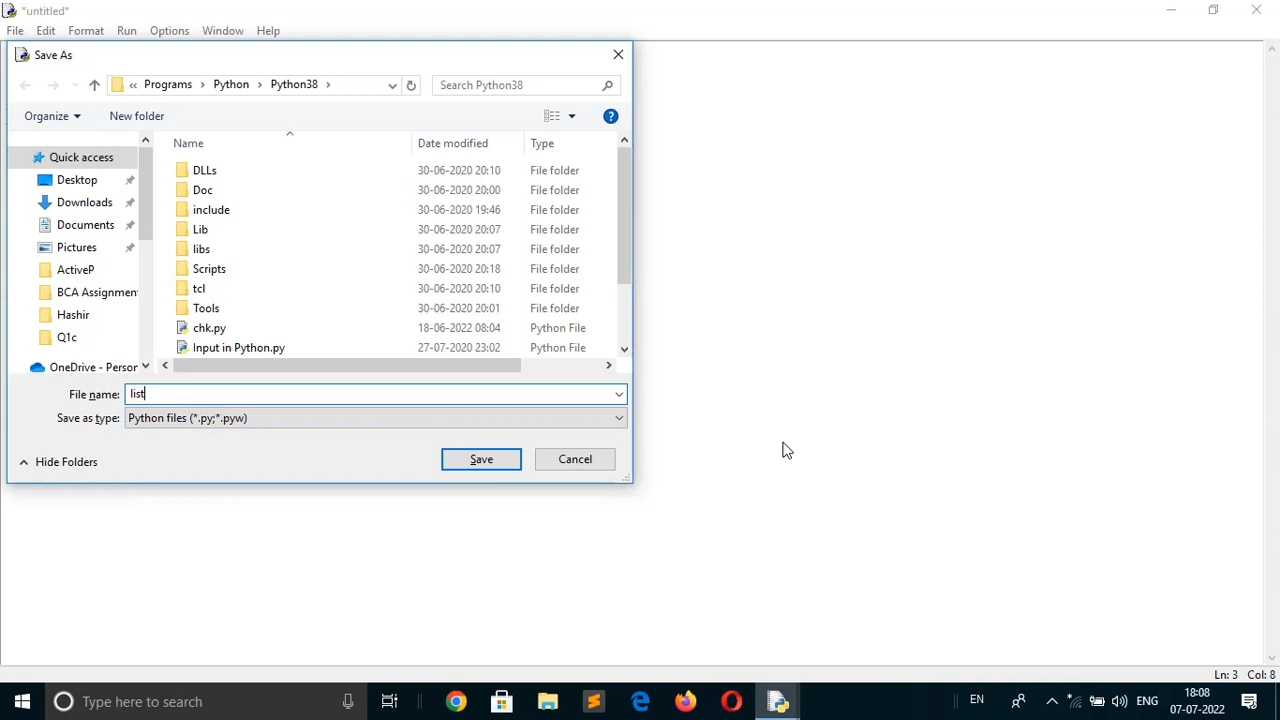 *untitled*
File Edit Format Run Options Window Help
Save As
« Programs > Python > Python38 >
Search Python38
Organize
New folder
Name Date modified Type
Quick access
Desktop
Downloads
Documents
Pictures
ActiveP
BCA Assignmen
Hashir
Q1c
OneDrive - Person
DLLs 30-06-2020 20:10 File folder
Doc 30-06-2020 20:00 File folder
include 30-06-2020 19:46 File folder
Lib 30-06-2020 20:07 File folder
libs 30-06-2020 20:07 File folder
Scripts 30-06-2020 20:18 File folder
tcl 30-06-2020 20:10 File folder
Tools 30-06-2020 20:01 File folder
chk.py 18-06-2022 08:04 Python File
Input in Python.py 27-07-2020 23:02 Python File
File name: list
Save as type: Python files (*.py;*.pyw)
Hide Folders
Save
Cancel
Ln: 3 Col: 8
Type here to search
EN
ENG
18:08
07-07-2022